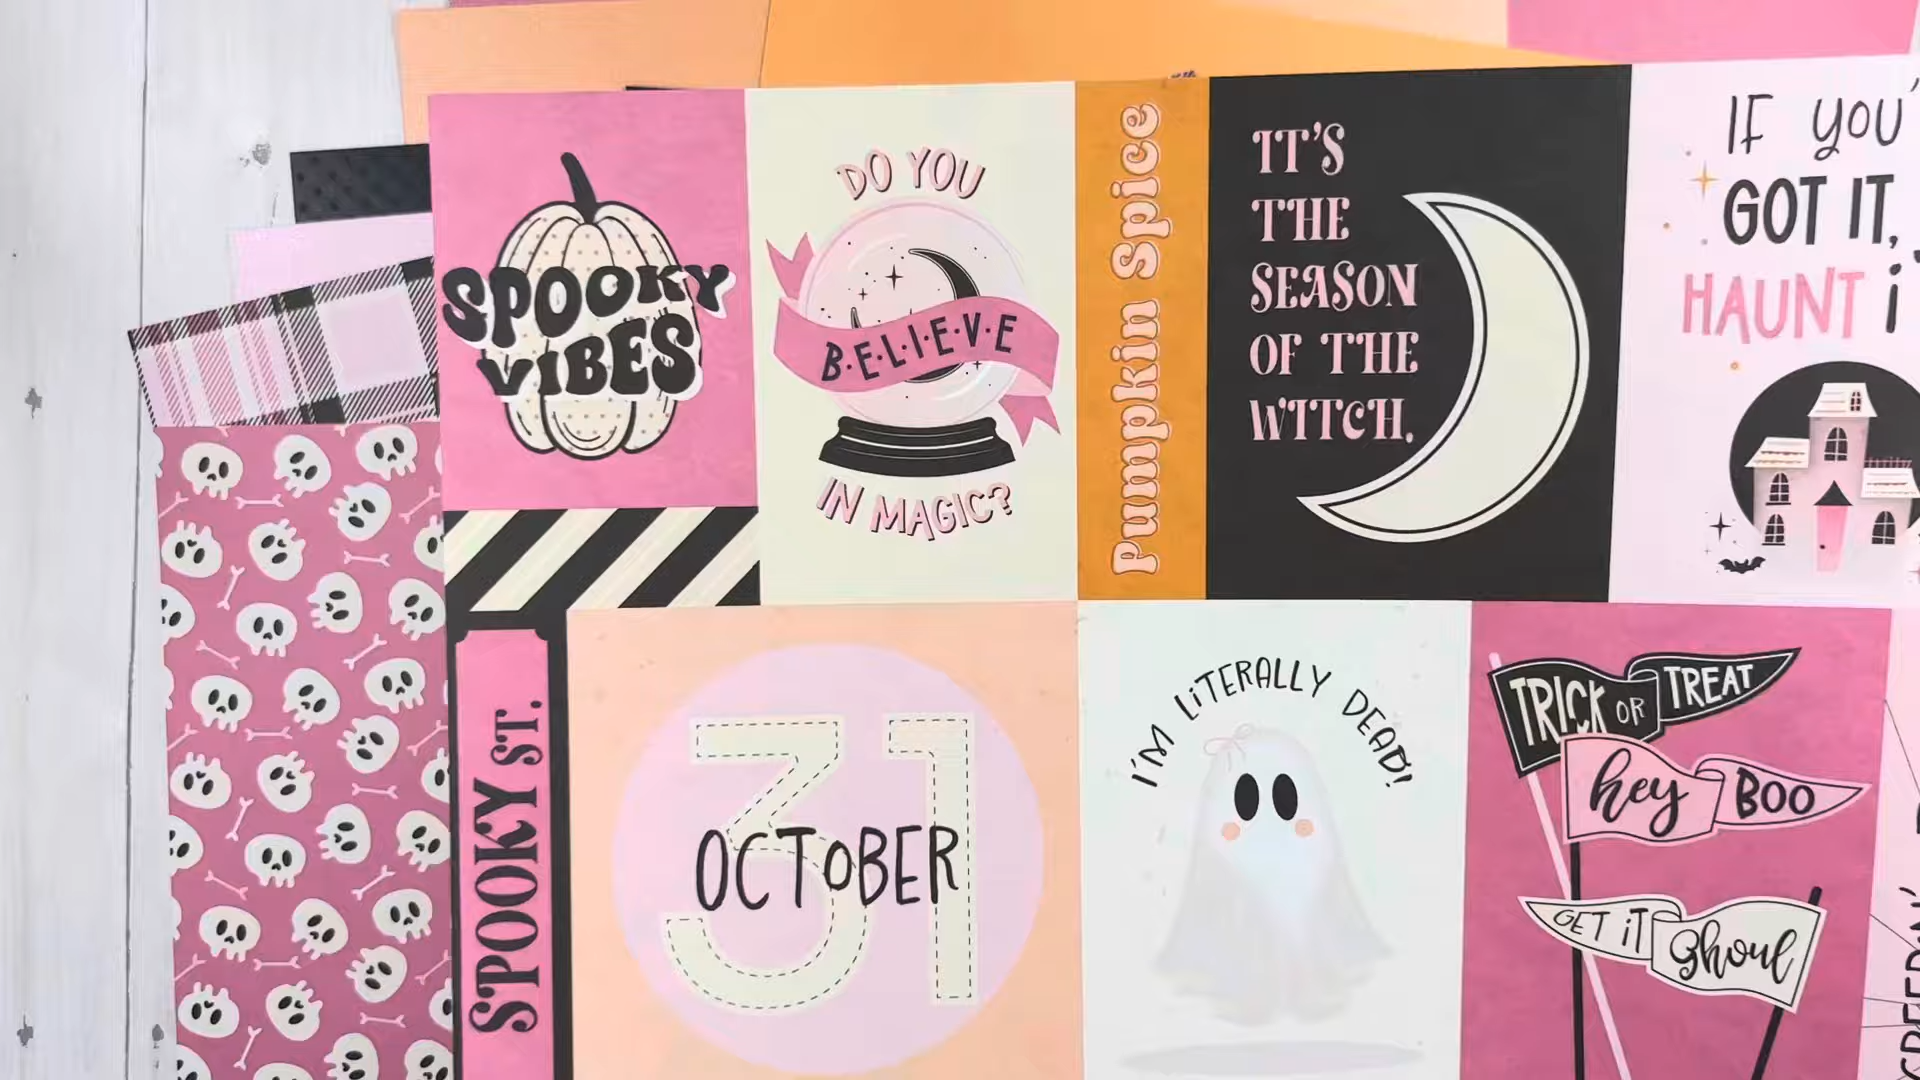 SPOOKY
VIBES
DO YOU
B·E·L·I·E·V·E
IN MAGIC?
Pumpkin Spice
IT'S
THE
SEASON
OF THE
WITCH.
IF YOU'
GOT IT,
HAUNT i
SPOOKY ST.
31
OCTOBER
I'M LiTERALLY DEAD!
TRICK OR TREAT
hey BOO
GET iT Ghoul